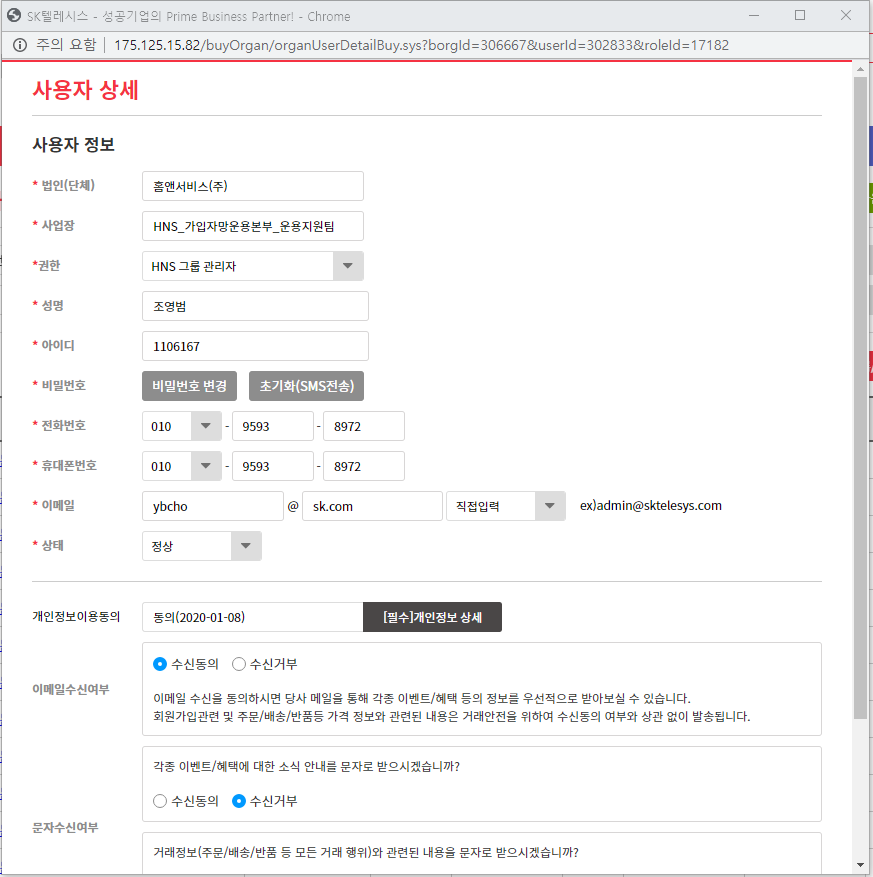 SK텔레시스 - 성공기업의 Prime Business Partner! - Chrome
주의 요함 | 175.125.15.82/buyOrgan/organUserDetailBuy.sys?borgId=306667&userId=302833&roleId=17182
사용자 상세
사용자 정보
* 법인(단체) 홈앤서비스(주)
* 사업장 HNS_가입자망운용본부_운용지원팀
*권한 HNS 그룹 관리자
* 성명 조영범
* 아이디 1106167
* 비밀번호 비밀번호 변경 초기화(SMS전송)
* 전화번호 010 - 9593 - 8972
* 휴대폰번호 010 - 9593 - 8972
* 이메일 ybcho @ sk.com 직접입력 ex)admin@sktelesys.com
* 상태 정상
개인정보이용동의 동의(2020-01-08) [필수]개인정보 상세
수신동의 수신거부
이메일수신여부
이메일 수신을 동의하시면 당사 메일을 통해 각종 이벤트/혜택 등의 정보를 우선적으로 받아보실 수 있습니다.
회원가입관련 및 주문/배송/반품등 가격 정보와 관련된 내용은 거래안전을 위하여 수신동의 여부와 상관 없이 발송됩니다.
각종 이벤트/혜택에 대한 소식 안내를 문자로 받으시겠습니까?
수신동의 수신거부
문자수신여부
거래정보(주문/배송/반품 등 모든 거래 행위)와 관련된 내용을 문자로 받으시겠습니까?